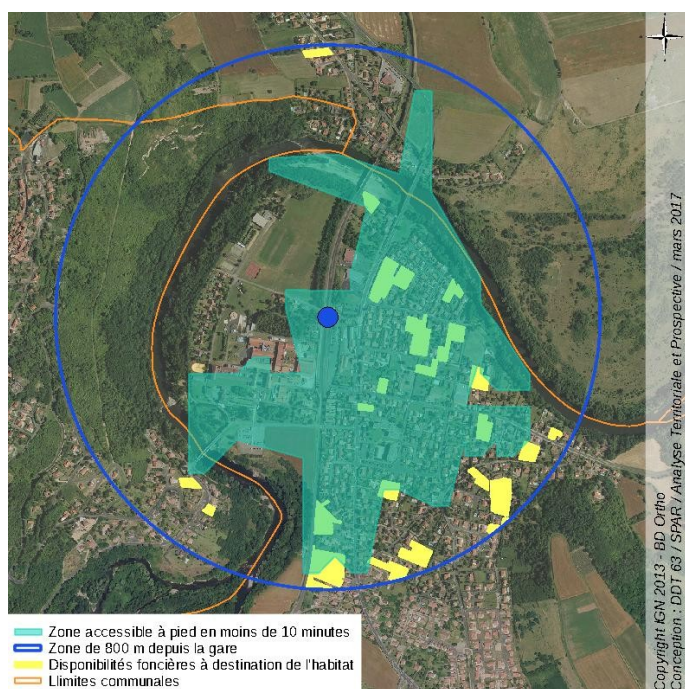 Copyright IGN 2013 - BD Ortho
Conception : DDT 63 / SPAR / Analyse Territoriale et Prospective / mars 2017
Zone accessible à pied en moins de 10 minutes
Zone de 800 m depuis la gare
Disponibilités foncières à destination de l'habitat
Llimites communales